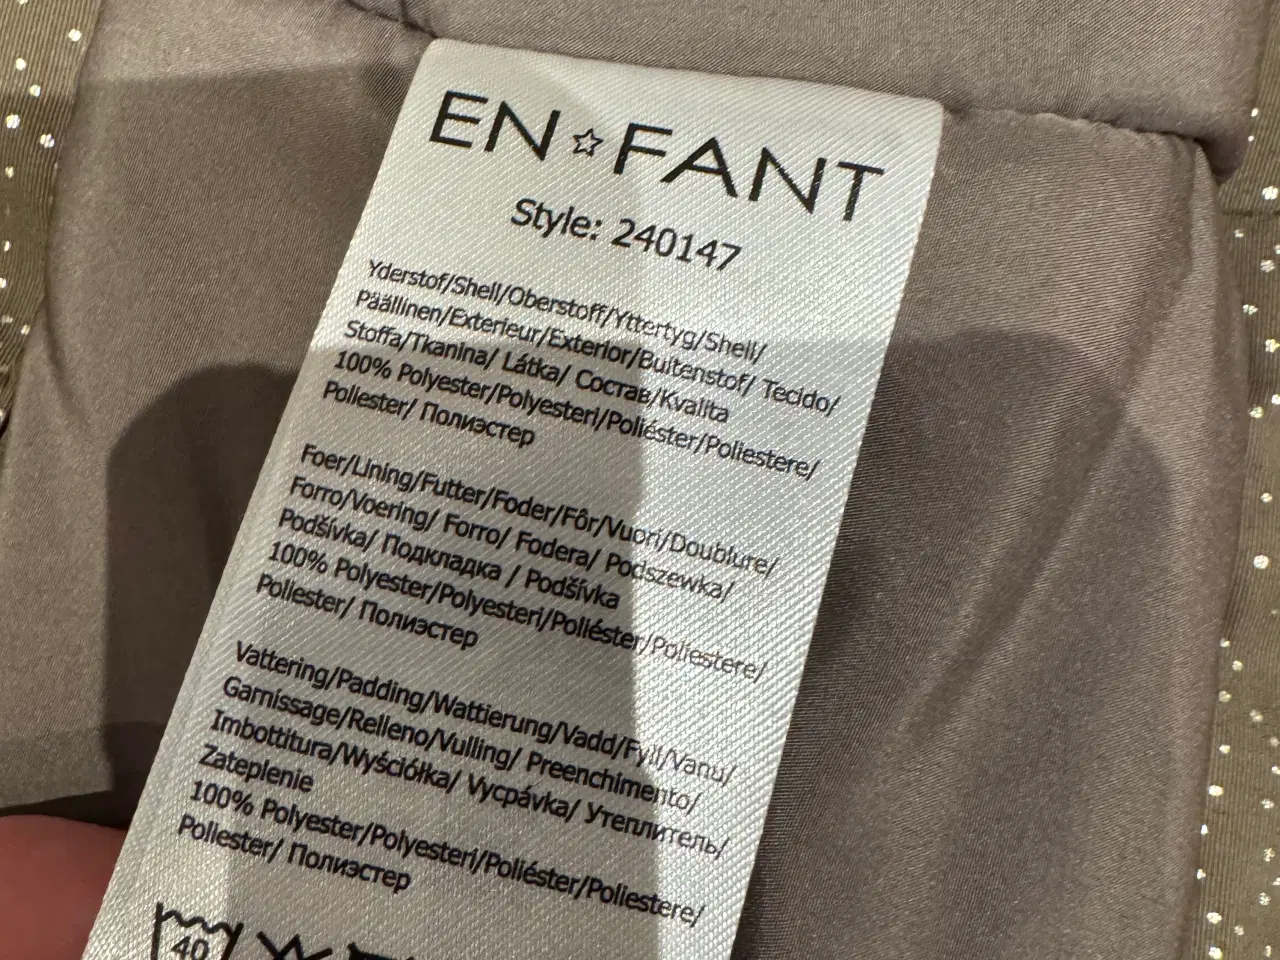 EN☆FANT
Style: 240147
Yderstof/Shell/Oberstoff/Yttertyg/Shell/
Päällinen/Exterieur/Exterior/Buitenstof/ Tecido/
Stoffa/Tkanina/ Látka/ Состав/Kvalita
100% Polyester/Polyesteri/Poliéster/Poliestere/
Poliester/ Полиэстер
Foer/Lining/Futter/Foder/Fôr/Vuori/Doublure/
Forro/Voering/ Forro/ Fodera/ Podszewka/
Podšívka/ Подкладка / Podšívka
100% Polyester/Polyesteri/Poliéster/Poliestere/
Poliester/ Полиэстер
Vattering/Padding/Wattierung/Vadd/Fyll/Vanu/
Garnissage/Relleno/Vulling/ Preenchimento/
Imbottitura/Wyściółka/ Vycpávka/ Утеплитель/
Zateplenie
100% Polyester/Polyesteri/Poliéster/Poliestere/
Poliester/ Полиэстер
40